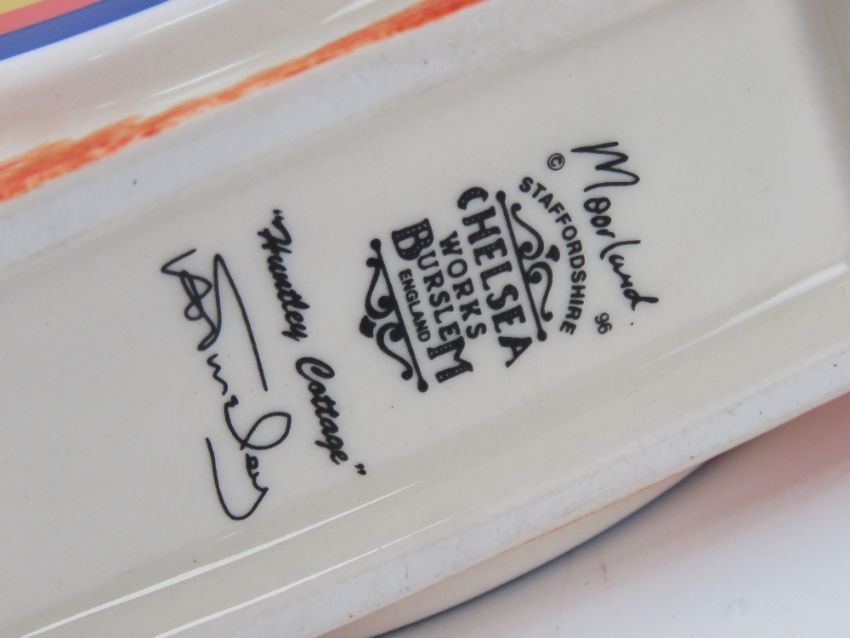 Moorland.
© 96
STAFFORDSHIRE
CHELSEA
WORKS
BURSLEM
ENGLAND
"Huntley Cottage"